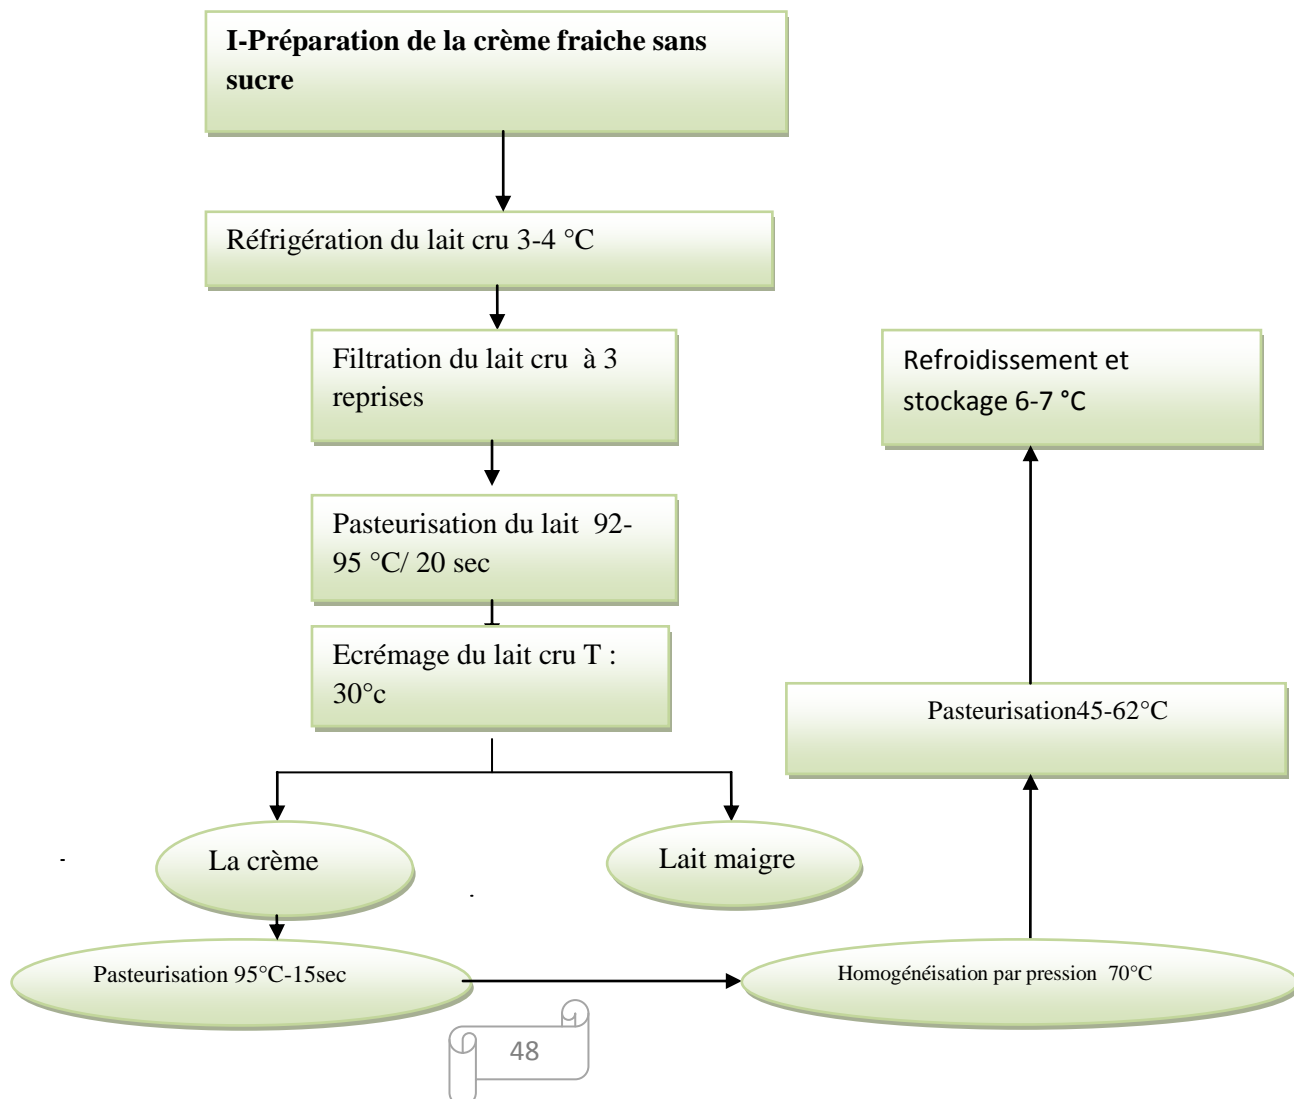 I-Préparation de la crème fraiche sans
sucre
Réfrigération du lait cru 3-4 °C
Filtration du lait cru  à 3
reprises
Pasteurisation du lait  92-
95 °C/ 20 sec
Ecrémage du lait cru T :
30°c
La crème
Lait maigre
Pasteurisation 95°C-15sec
Homogénéisation par pression  70°C
Pasteurisation45-62°C
Refroidissement et
stockage 6-7 °C
48